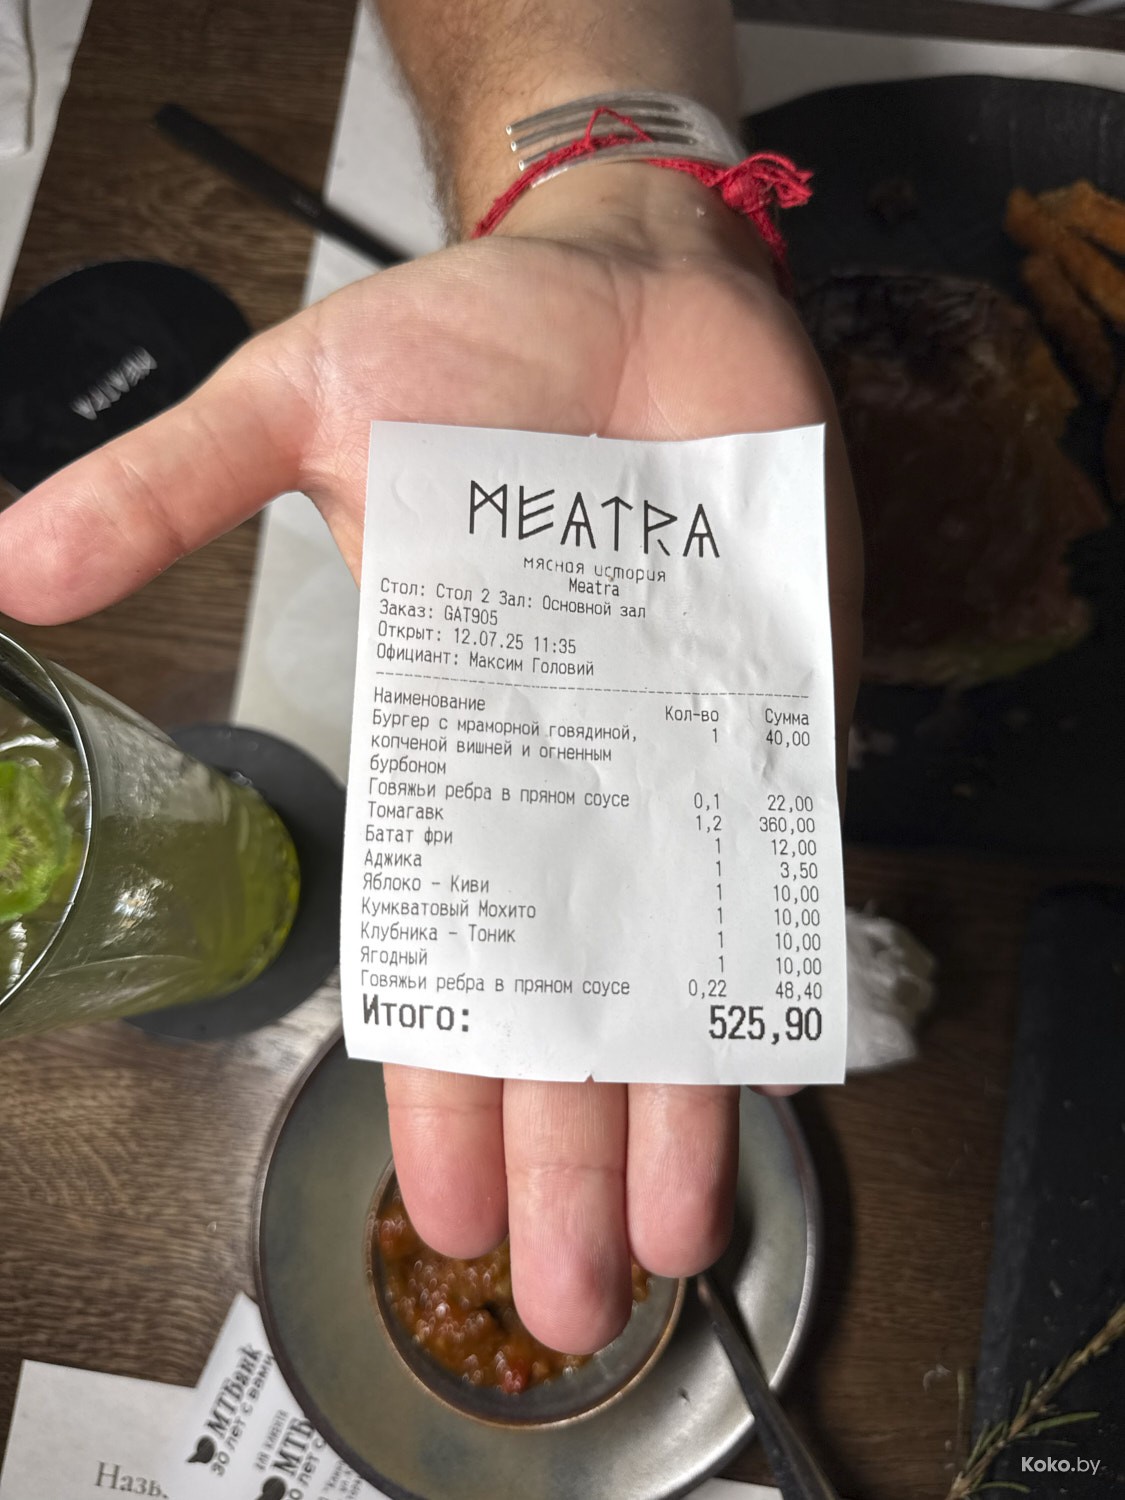 MEATRA
MEATRA
мясная история
Meatra
Стол: Стол 2 Зал: Основной зал
Заказ: GAT905
Открыт: 12.07.25 11:35
Официант: Максим Головий
Наименование Кол-во Сумма
Бургер с мраморной говядиной, 1 40,00
копченой вишней и огненным
бурбоном
Говяжьи ребра в пряном соусе 0,1 22,00
Томагавк 1,2 360,00
Батат фри 1 12,00
Аджика 1 3,50
Яблоко - Киви 1 10,00
Кумкватовый Мохито 1 10,00
Клубника - Тоник 1 10,00
Ягодный 1 10,00
Говяжьи ребра в пряном соусе 0,22 48,40
Итого: 525,90
МТБанк
30 лет с вами
МТБ
лет с
Назв
Koko.by